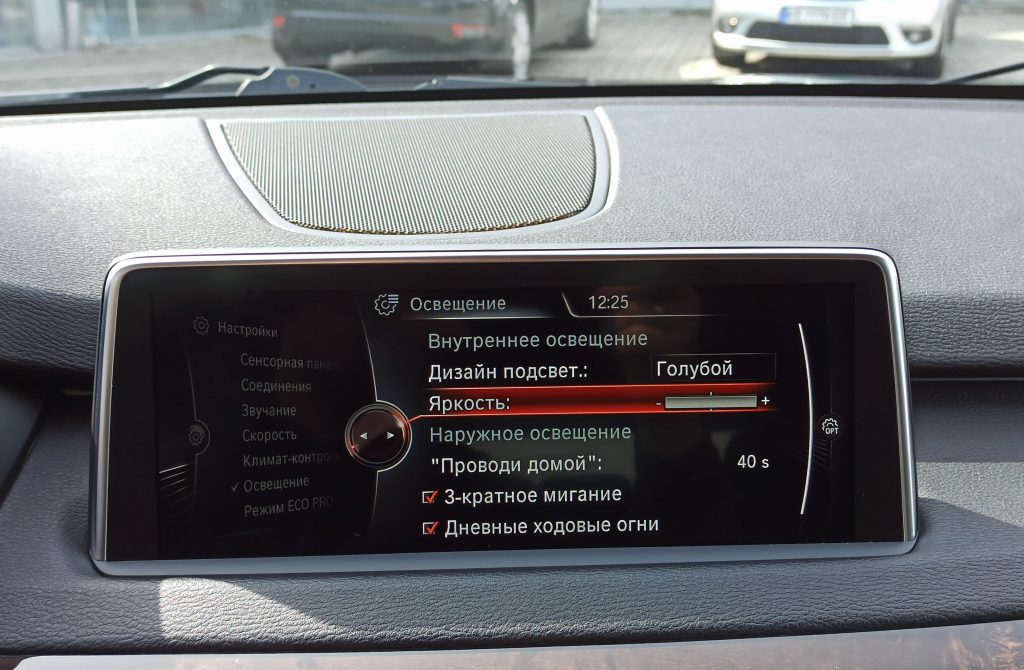 Освещение
12:25
Настройки
Сенсорная пане
Соединения
Звучание
Скорость
Климат-контроль
Освещение
Режим ECO PRO
Внутреннее освещение
Дизайн подсвет.: Голубой
Яркость: - +
Наружное освещение
"Проводи домой": 40 s
3-кратное мигание
Дневные ходовые огни
OPT